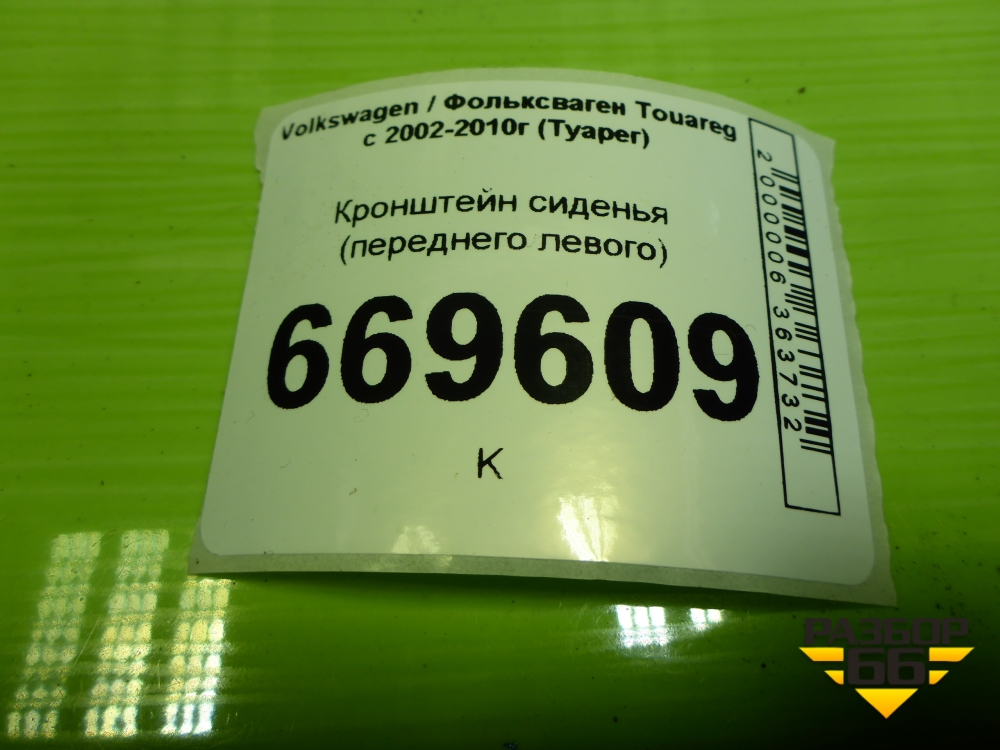 Volkswagen / Фольксваген Touareg
с 2002-2010г (Туарег)
Кронштейн сиденья
(переднего левого)
669609
К
2000006363732
РАЗБОР
66